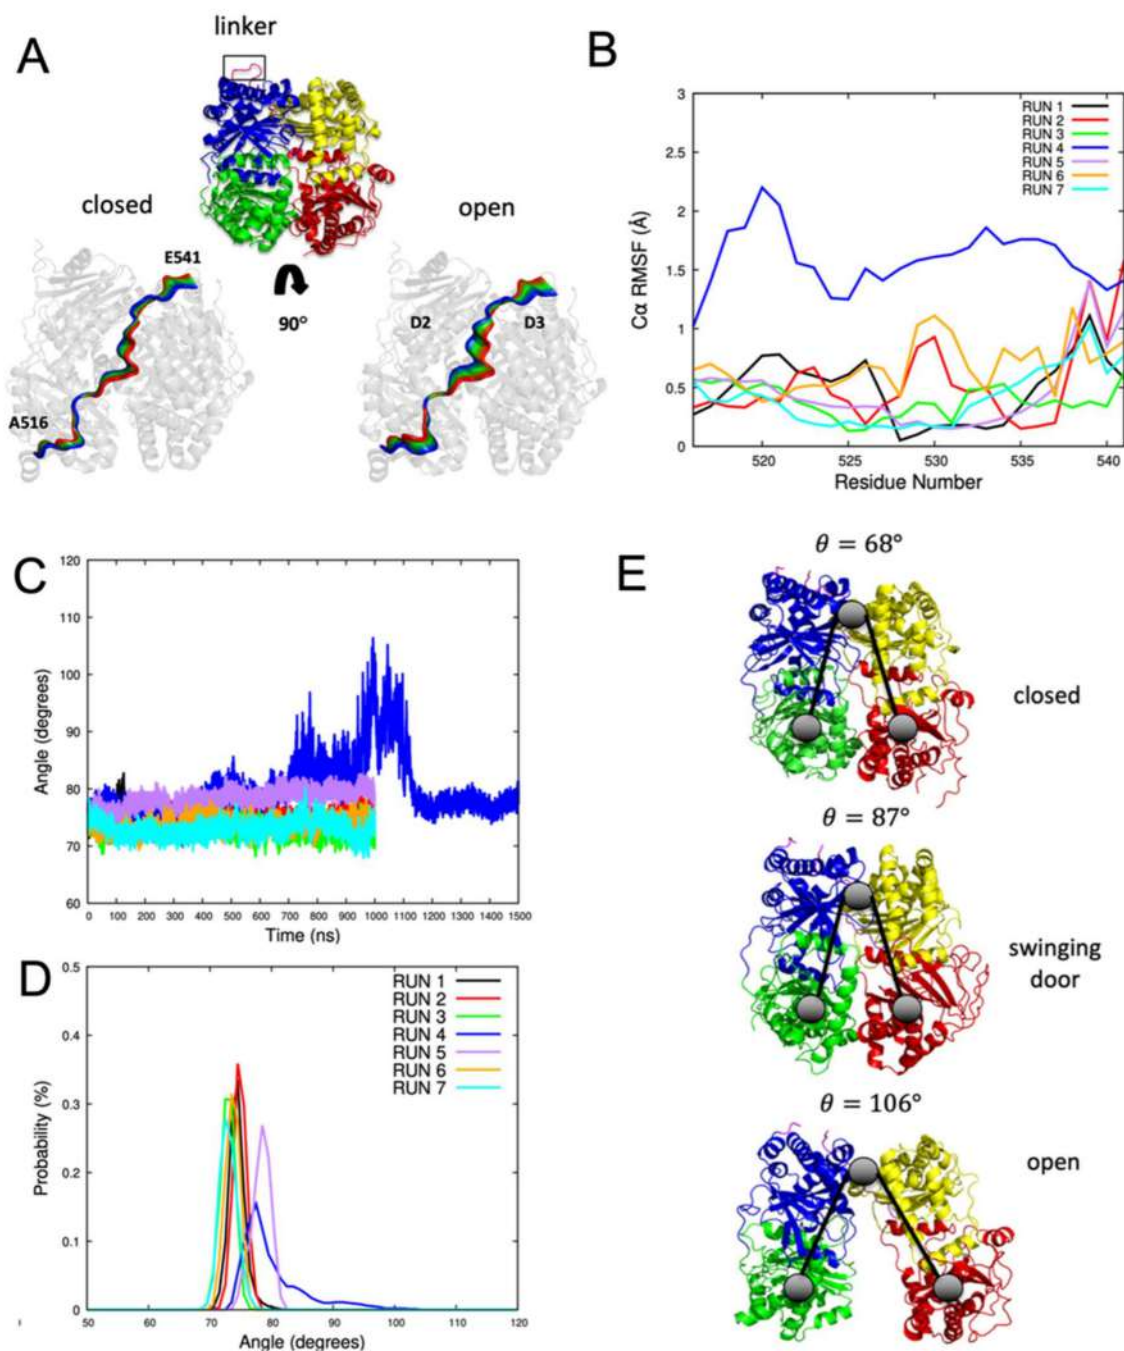 A
linker
closed
open
E541
A516
90°
D2
D3
B
3
2.5
2
1.5
1
0.5
0
Cα RMSF (Å)
520
525
530
535
540
Residue Number
RUN 1
RUN 2
RUN 3
RUN 4
RUN 5
RUN 6
RUN 7
C
120
110
100
90
80
70
60
Angle (degrees)
0 100 200 300 400 500 600 700 800 900 1000 1100 1200 1300 1400 1500
Time (ns)
D
0.5
0.4
0.3
0.2
0.1
0
Probability (%)
50 60 70 80 90 100 110 120
Angle (degrees)
RUN 1
RUN 2
RUN 3
RUN 4
RUN 5
RUN 6
RUN 7
E
θ = 68°
closed
θ = 87°
swinging
door
θ = 106°
open